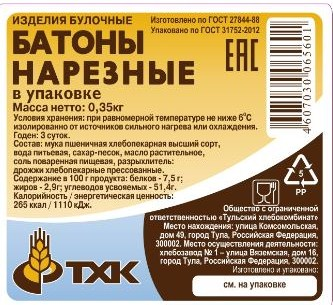 ИЗДЕЛИЯ БУЛОЧНЫЕ
БАТОНЫ
НАРЕЗНЫЕ
в упаковке
Масса нетто: 0,35кг
Изготовлено по ГОСТ 27844-88
Упаковано по ГОСТ 31752-2012
ЕАС
4607030065601
Условия хранения: при равномерной температуре не ниже 6°С
изолированно от источников сильного нагрева или охлаждения.
Годен: 3 суток.
Состав: мука пшеничная хлебопекарная высший сорт,
вода питьевая, сахар-песок, масло растительное,
соль поваренная пищевая, разрыхлитель:
дрожжи хлебопекарные прессованные.
Содержание в 100 г продукта: белков - 7,5 г;
жиров - 2,9г; углеводов усвояемых - 51,4г.
Калорийность / энергетическая ценность:
265 ккал / 1110 кДж.
5
PP
ТХК
Общество с ограниченной
ответственностью «Тульский хлебокомбинат»
Место нахождения: улица Комсомольская,
дом 49, город Тула, Российская Федерация,
300002. Место осуществления деятельности:
хлебозавод № 1 – улица Вяземская, дом 16,
город Тула, Российская Федерация, 300002.
Изготовлено и упаковано:
см. на упаковке